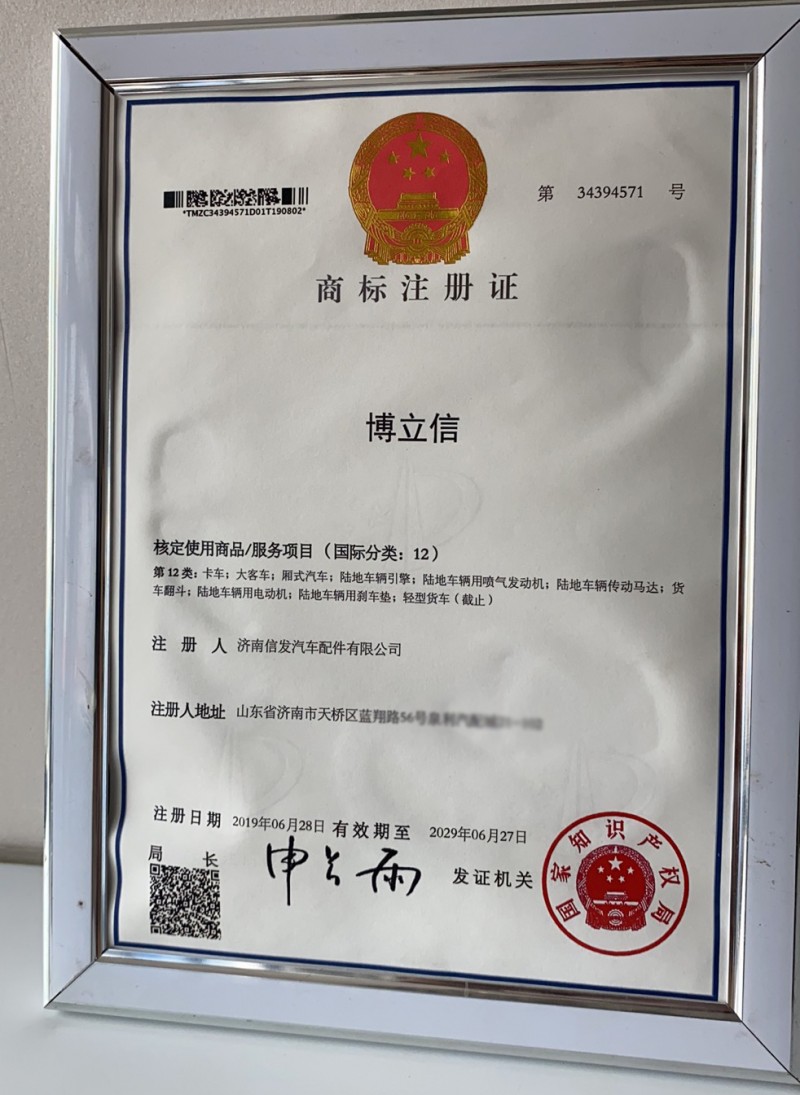 第 34394571 号
*TMZC34394571D01T190802*
商标注册证
博立信
核定使用商品/服务项目（国际分类：12）
第12类：卡车；大客车；厢式汽车；陆地车辆引擎；陆地车辆用喷气发动机；陆地车辆传动马达；货
车翻斗；陆地车辆用电动机；陆地车辆用刹车垫；轻型货车（截止）
注册人 济南信发汽车配件有限公司
注册人地址 山东省济南市天桥区蓝翔路56号
注册日期 2019年06月28日 有效期至 2029年06月27日
局长 申长雨 发证机关
国家知识产权局